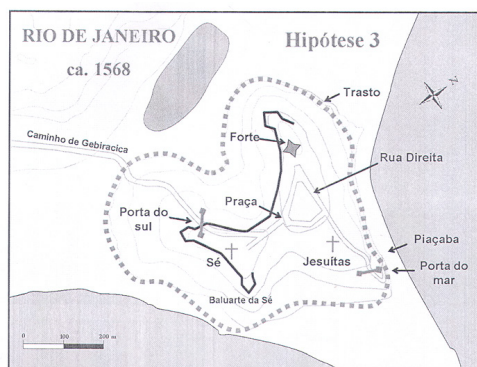 RIO DE JANEIRO
ca. 1568
Hipótese 3
N
Trasto
Forte
Caminho de Gebiracica
Rua Direita
Praça
Porta do
sul
Sé
Jesuítas
Piaçaba
Porta do
mar
Baluarte da Sé
0 100 200 m